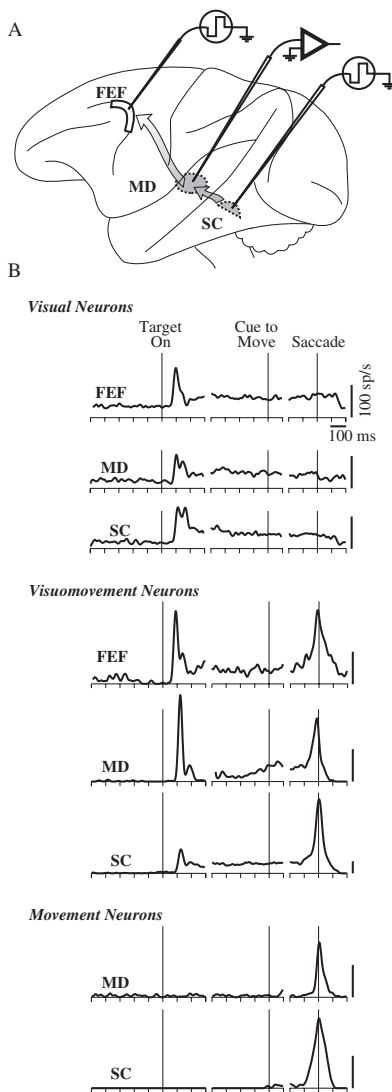 A
FEF
MD
SC
B
Visual Neurons
Target On
Cue to Move
Saccade
FEF
100 sp/s
100 ms
MD
SC
Visuomovement Neurons
FEF
MD
SC
Movement Neurons
MD
SC